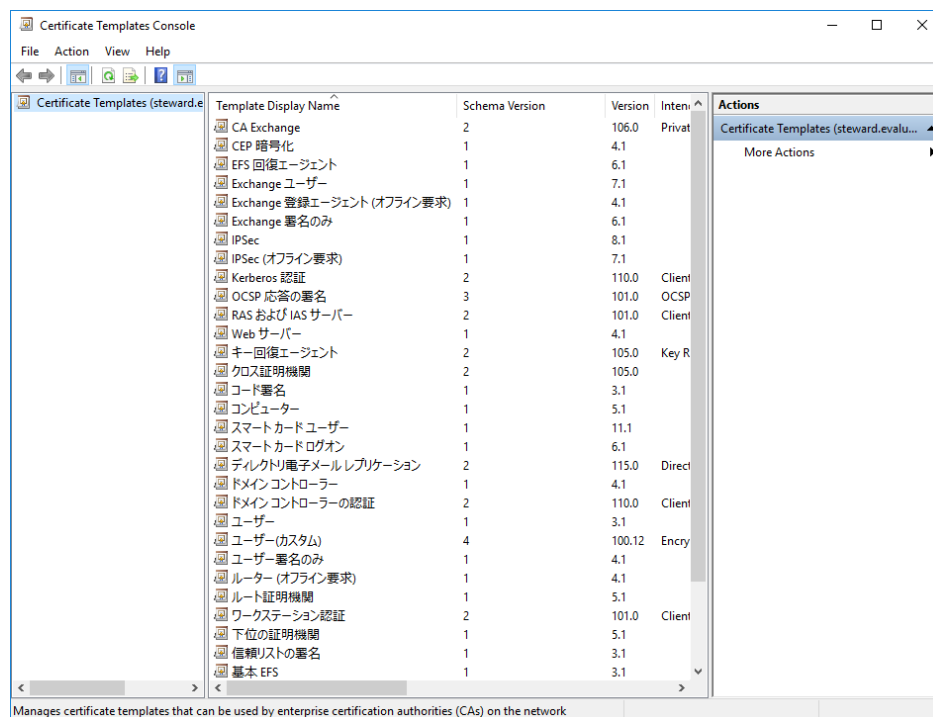 Certificate Templates Console
File Action View Help
Certificate Templates (steward.e
Template Display Name Schema Version Version Inten
CA Exchange 2 106.0 Privat
CEP 暗号化 1 4.1
EFS 回復エージェント 1 6.1
Exchange ユーザー 1 7.1
Exchange 登録エージェント (オフライン要求) 1 4.1
Exchange 署名のみ 1 6.1
IPSec 1 8.1
IPSec (オフライン要求) 1 7.1
Kerberos 認証 2 110.0 Client
OCSP 応答の署名 3 101.0 OCSP
RAS および IAS サーバー 2 101.0 Client
Web サーバー 1 4.1
キー回復エージェント 2 105.0 Key R
クロス証明機関 2 105.0
コード署名 1 3.1
コンピューター 1 5.1
スマート カード ユーザー 1 11.1
スマート カード ログオン 1 6.1
ディレクトリ電子メール レプリケーション 2 115.0 Direct
ドメイン コントローラー 1 4.1
ドメイン コントローラーの認証 2 110.0 Client
ユーザー 1 3.1
ユーザー(カスタム) 4 100.12 Encry
ユーザー署名のみ 1 4.1
ルーター (オフライン要求) 1 4.1
ルート証明機関 1 5.1
ワークステーション認証 2 101.0 Client
下位の証明機関 1 5.1
信頼リストの署名 1 3.1
基本 EFS 1 3.1
Actions
Certificate Templates (steward.evalu...
More Actions
Manages certificate templates that can be used by enterprise certification authorities (CAs) on the network